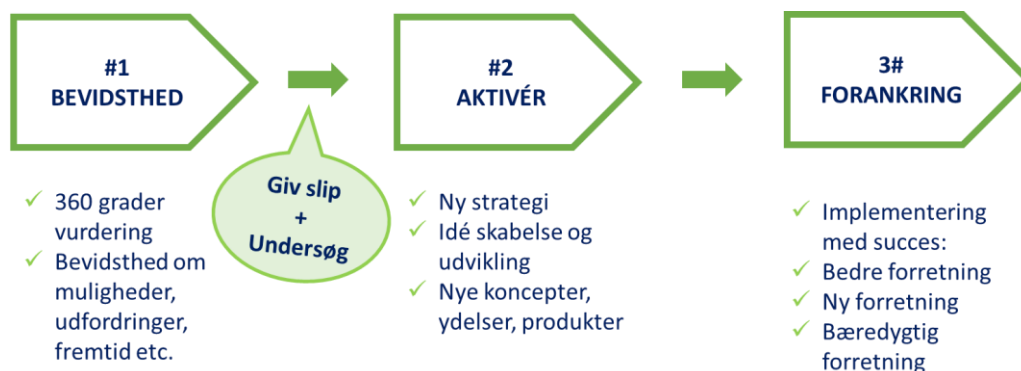 #1
BEVIDSTHED
#2
AKTIVÉR
3#
FORANKRING
Giv slip
+
Undersøg
✓ 360 grader
vurdering
✓ Bevidsthed om
muligheder,
udfordringer,
fremtid etc.
✓ Ny strategi
✓ Idé skabelse og
udvikling
✓ Nye koncepter,
ydelser, produkter
✓ Implementering
med succes:
✓ Bedre forretning
✓ Ny forretning
✓ Bæredygtig
forretning